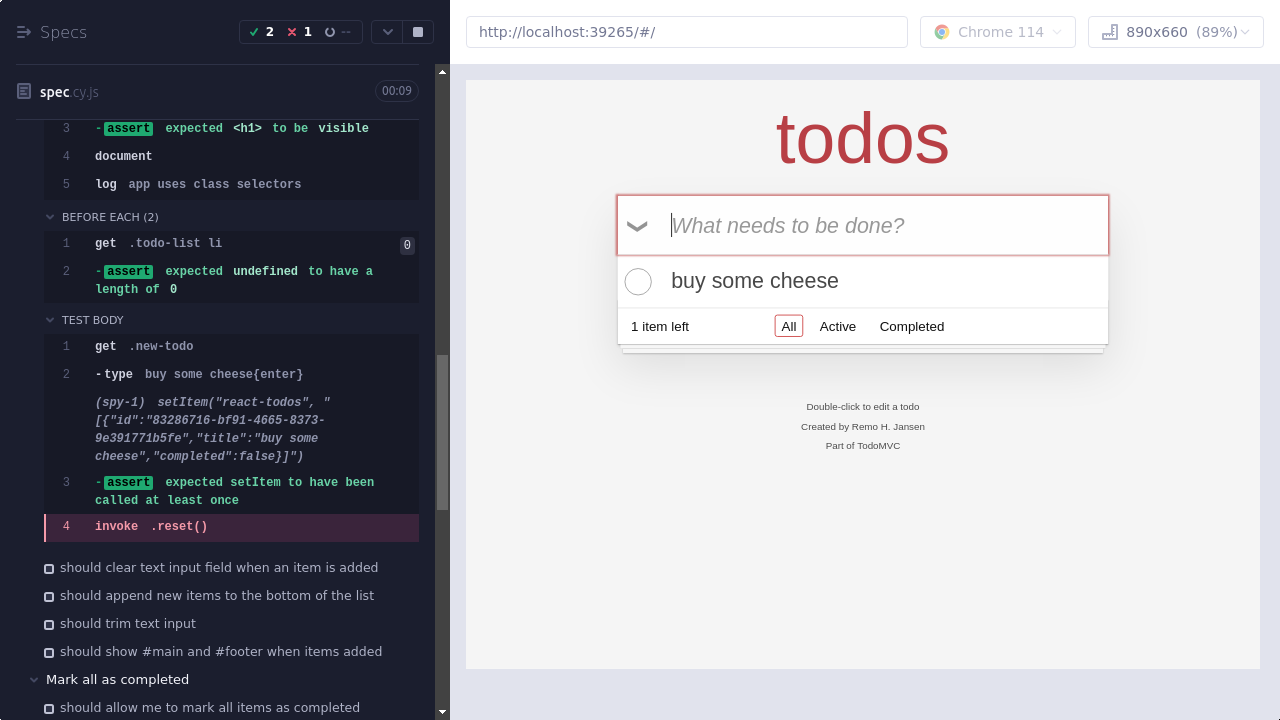 Specs
2
1
--
spec.cy.js
00:09
3 -assert expected <h1> to be visible
4 document
5 log app uses class selectors
BEFORE EACH (2)
1 get .todo-list li 0
2 -assert expected undefined to have a
length of 0
TEST BODY
1 get .new-todo
2 -type buy some cheese{enter}
(spy-1) setItem("react-todos", "
[{"id":"83286716-bf91-4665-8373-
9e391771b5fe","title":"buy some
cheese","completed":false}]")
3 -assert expected setItem to have been
called at least once
4 invoke .reset()
should clear text input field when an item is added
should append new items to the bottom of the list
should trim text input
should show #main and #footer when items added
Mark all as completed
should allow me to mark all items as completed
http://localhost:39265/#/
Chrome 114
890x660 (89%)
todos
What needs to be done?
buy some cheese
1 item left
All
Active
Completed
Double-click to edit a todo
Created by Remo H. Jansen
Part of TodoMVC